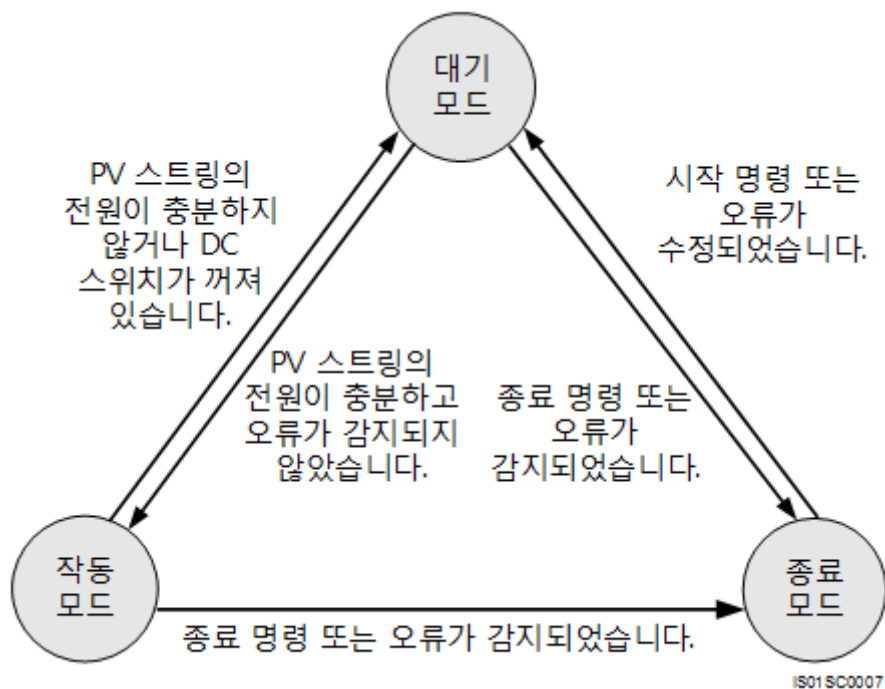 대기
모드
PV 스트링의
전원이 충분하지
않거나 DC
스위치가 꺼져
있습니다.
시작 명령 또는
오류가
수정되었습니다.
PV 스트링의
전원이 충분하고
오류가 감지되지
않았습니다.
종료 명령 또는
오류가
감지되었습니다.
작동
모드
종료
모드
종료 명령 또는 오류가 감지되었습니다.
IS01SC0007